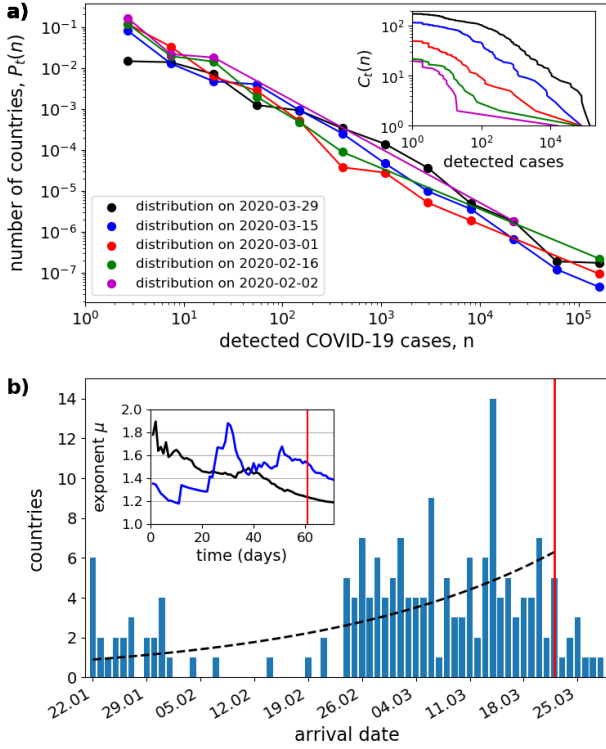 a)
number of countries, P_t(n)
10^-1
10^-2
10^-3
10^-4
10^-5
10^-6
10^-7
distribution on 2020-03-29
distribution on 2020-03-15
distribution on 2020-03-01
distribution on 2020-02-16
distribution on 2020-02-02
10^0 10^1 10^2 10^3 10^4 10^5
detected COVID-19 cases, n
C_t(n)
10^2
10^1
10^0
10^0 10^2 10^4
detected cases
b)
countries
14
12
10
8
6
4
2
0
exponent μ
2.0
1.8
1.6
1.4
1.2
1.0
0 20 40 60
time (days)
22.01 29.01 05.02 12.02 19.02 26.02 04.03 11.03 18.03 25.03
arrival date